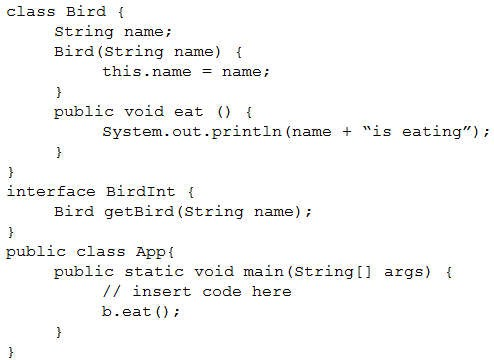 class Bird {
     String name;
     Bird(String name) {
          this.name = name;
     }
     public void eat () {
          System.out.println(name + “is eating”);
     }
}
interface BirdInt {
     Bird getBird(String name);
}
public class App{
     public static void main(String[] args) {
          // insert code here
          b.eat();
     }
}